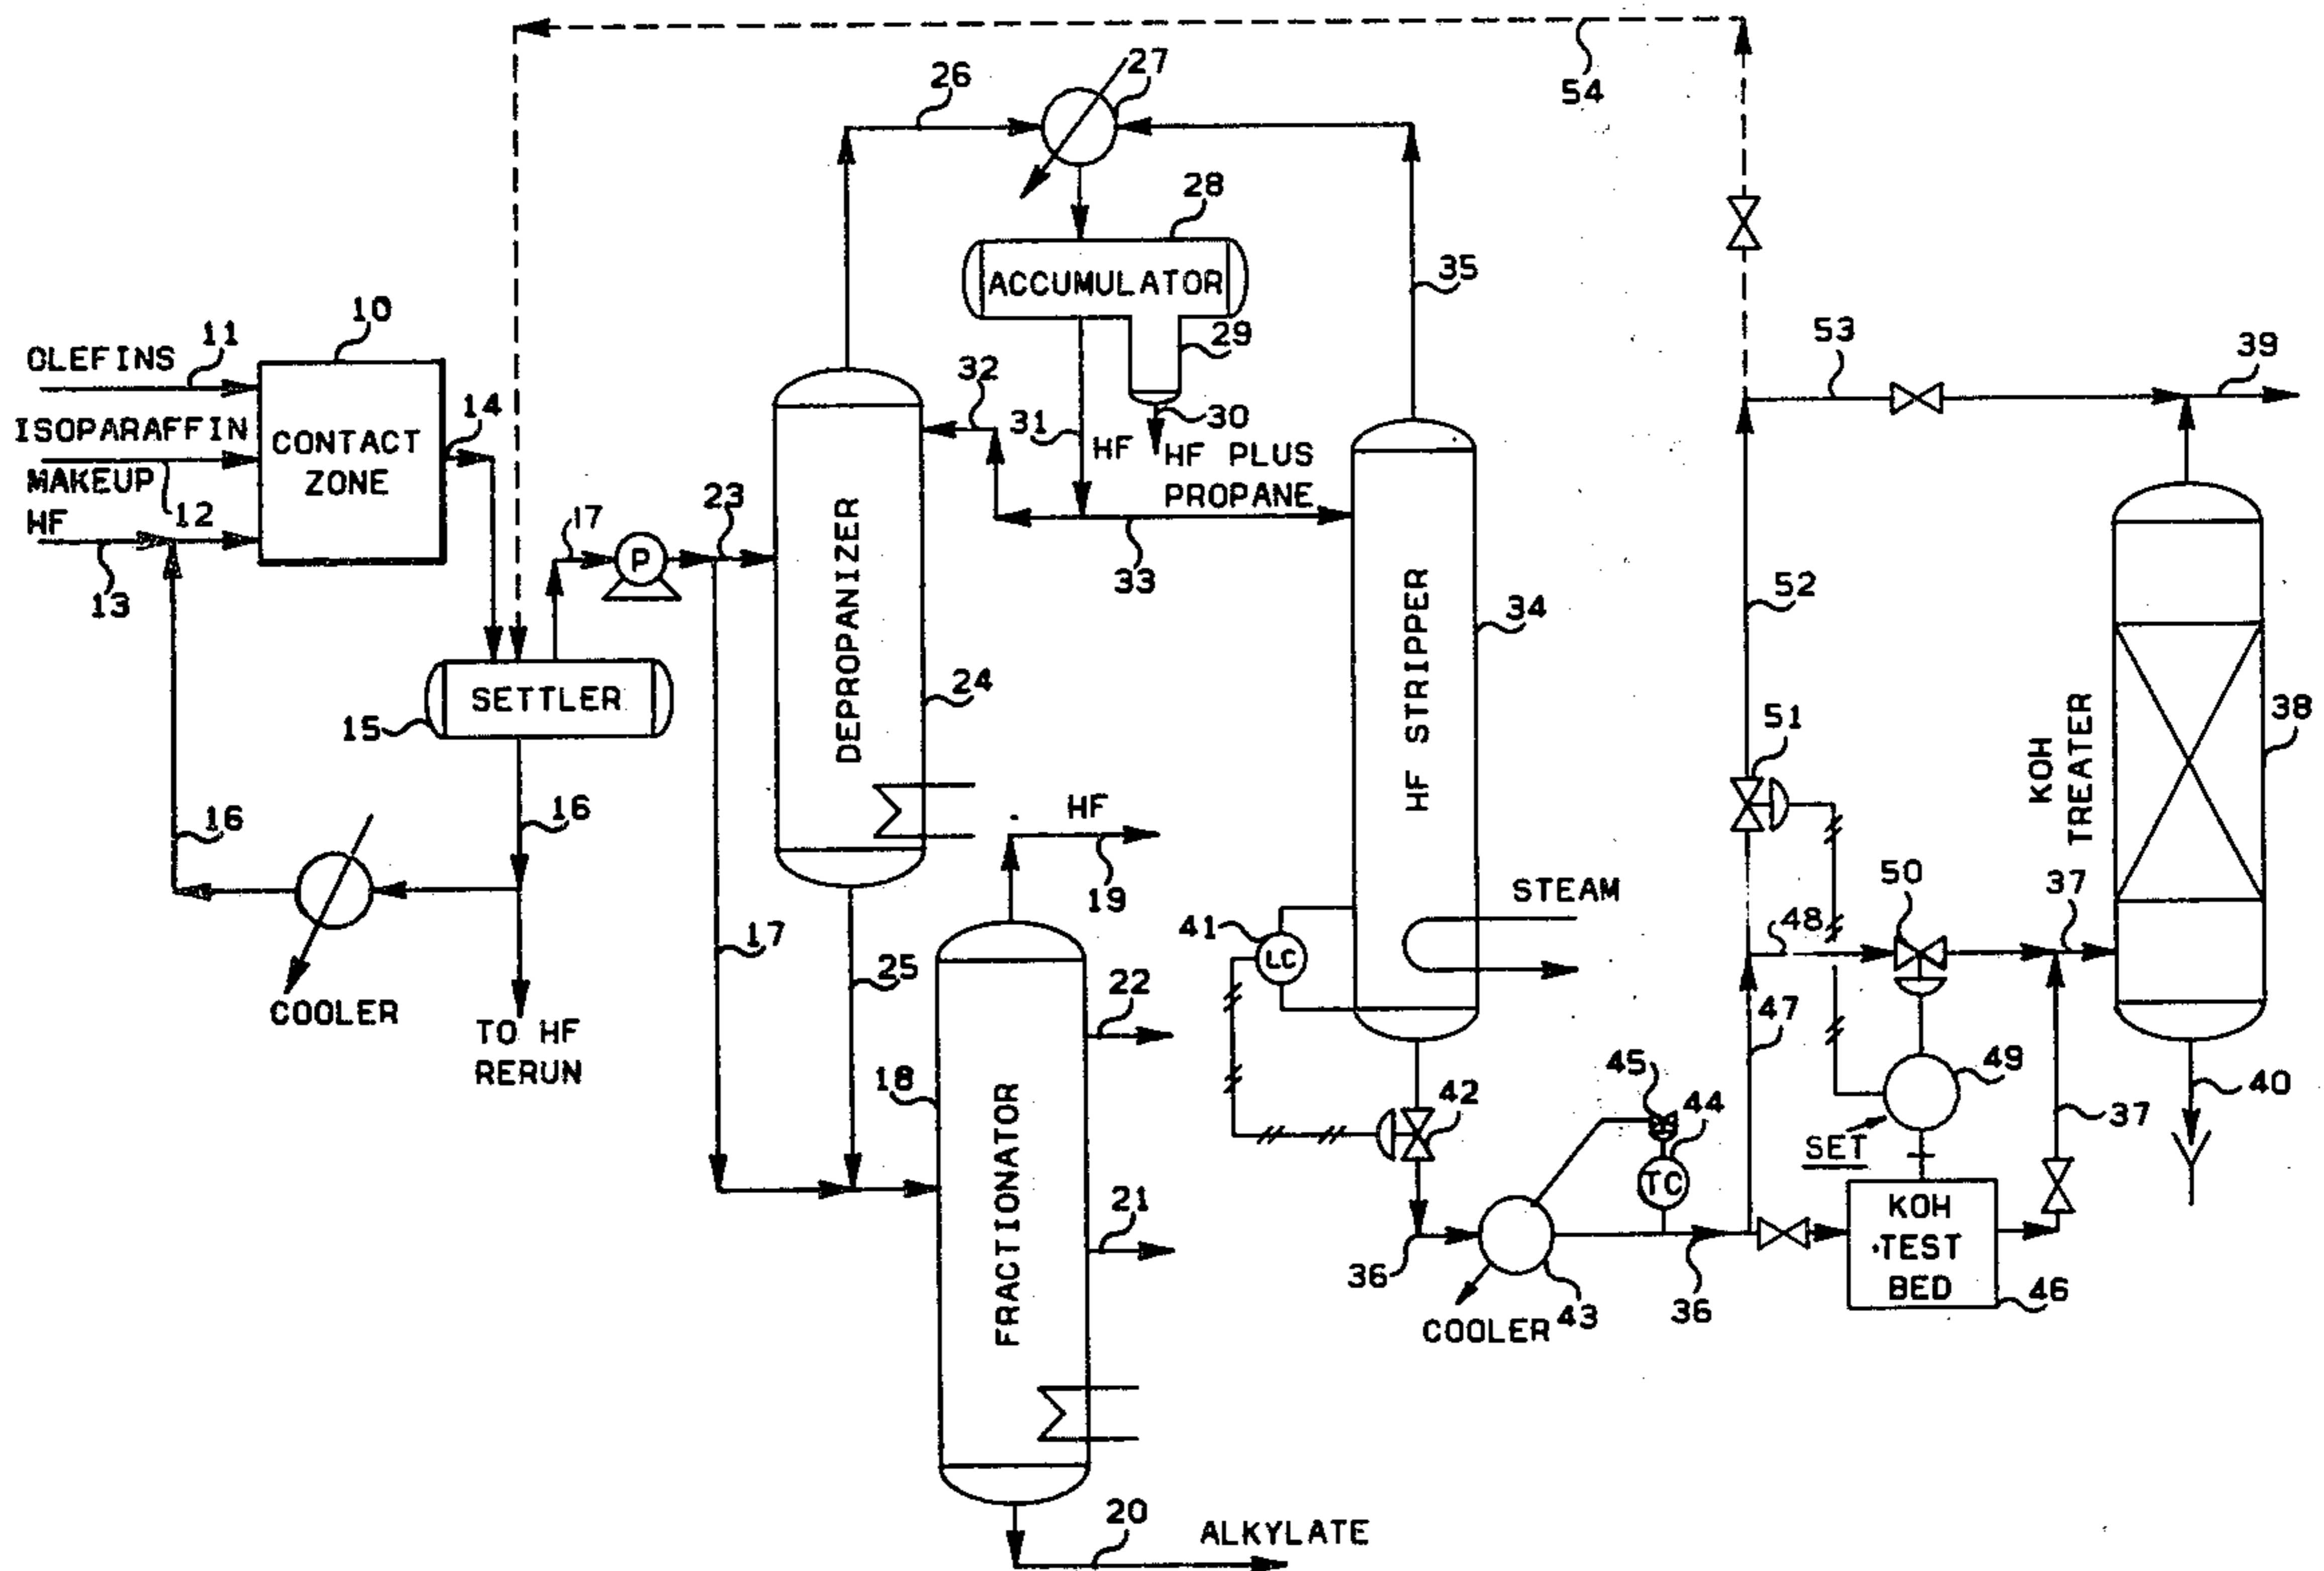 54
27
26
28
ACCUMULATOR
35
29
53
39
10
OLEFINS
11
32
14
ISOPARAFFIN
CONTACT
ZONE
31
HF
30
HF PLUS
PROPANE
MAKEUP
HF
12
23
17
P
33
13
52
DEPROPANIZER
HF STRIPPER
34
24
SETTLER
15
51
KOH
TREATER
38
16
16
HF
19
STEAM
50
37
48
41
LC
17
25
22
47
COOLER
TO HF
RERUN
18
45
44
42
49
40
37
SET
TC
FRACTIONATOR
21
KOH
TEST
BED
46
36
43
36
COOLER
20
ALKYLATE